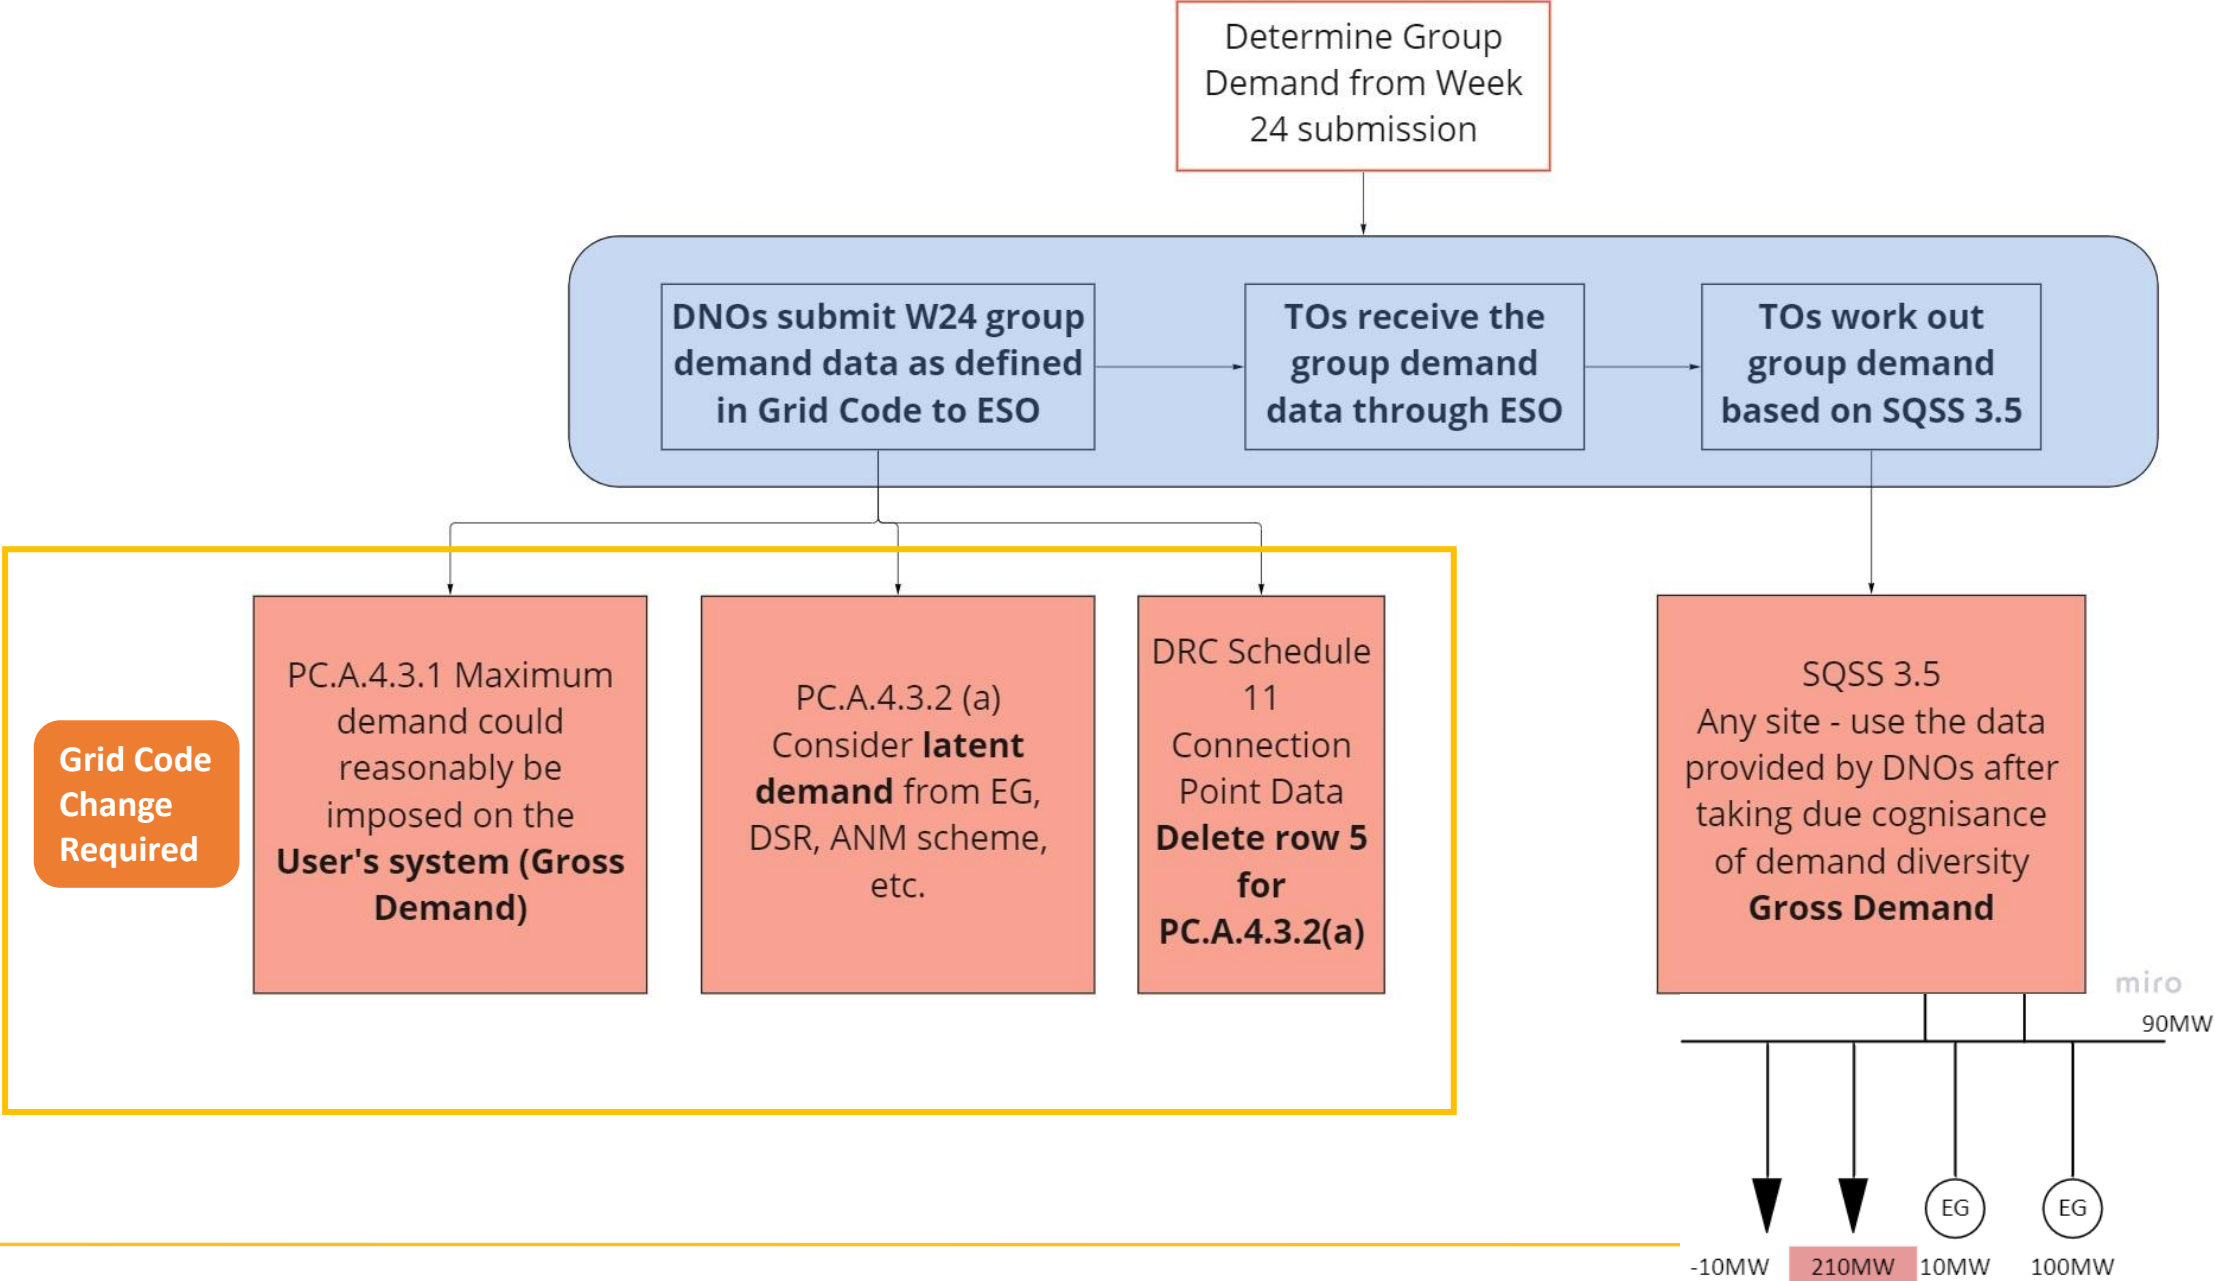 Determine Group
Demand from Week
24 submission
DNOs submit W24 group
demand data as defined
in Grid Code to ESO
TOs receive the
group demand
data through ESO
TOs work out
group demand
based on SQSS 3.5
Grid Code
Change
Required
PC.A.4.3.1 Maximum
demand could
reasonably be
imposed on the
User's system (Gross
Demand)
PC.A.4.3.2 (a)
Consider latent
demand from EG,
DSR, ANM scheme,
etc.
DRC Schedule
11
Connection
Point Data
Delete row 5
for
PC.A.4.3.2(a)
SQSS 3.5
Any site - use the data
provided by DNOs after
taking due cognisance
of demand diversity
Gross Demand
miro
90MW
EG
EG
-10MW
210MW
10MW
100MW